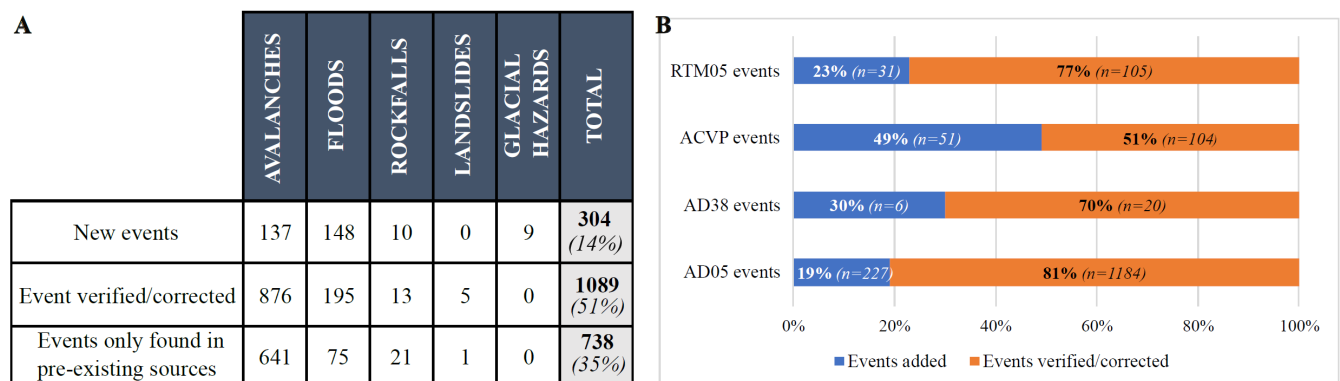 A
AVALANCHES
FLOODS
ROCKFALLS
LANDSLIDES
GLACIAL
HAZARDS
TOTAL
New events 137 148 10 0 9 304
(14%)
Event verified/corrected 876 195 13 5 0 1089
(51%)
Events only found in
pre-existing sources 641 75 21 1 0 738
(35%)
B
RTM05 events 23% (n=31) 77% (n=105)
ACVP events 49% (n=51) 51% (n=104)
AD38 events 30% (n=6) 70% (n=20)
AD05 events 19% (n=227) 81% (n=1184)
0% 20% 40% 60% 80% 100%
Events added Events verified/corrected